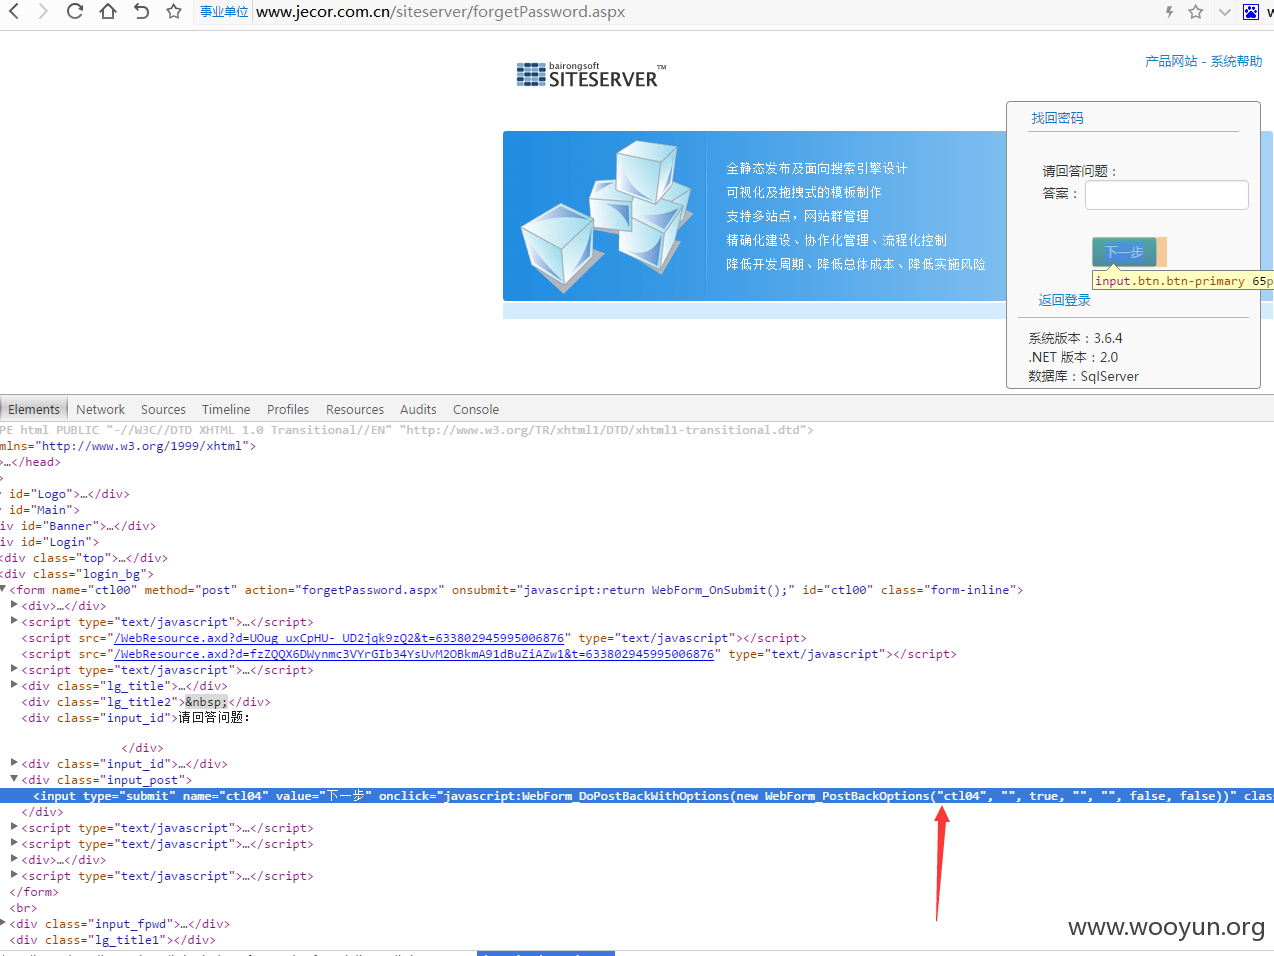 事业单位 www.jecor.com.cn/siteserver/forgetPassword.aspx
bairongsoft
SITESERVER™
产品网站 - 系统帮助
全静态发布及面向搜索引擎设计
可视化及拖拽式的模板制作
支持多站点，网站群管理
精确化建设、协作化管理、流程化控制
降低开发周期、降低总体成本、降低实施风险
找回密码
请回答问题：
答案：
下一步
input.btn.btn-primary 65p
返回登录
系统版本：3.6.4
.NET 版本：2.0
数据库：SqlServer
Elements Network Sources Timeline Profiles Resources Audits Console
PE html PUBLIC "-//W3C//DTD XHTML 1.0 Transitional//EN" "http://www.w3.org/TR/xhtml1/DTD/xhtml1-transitional.dtd">
mlns="http://www.w3.org/1999/xhtml">
>…</head>
>
id="Logo">…</div>
id="Main">
iv id="Banner">…</div>
iv id="Login">
<div class="top">…</div>
<div class="login_bg">
<form name="ctl00" method="post" action="forgetPassword.aspx" onsubmit="javascript:return WebForm_OnSubmit();" id="ctl00" class="form-inline">
<div>…</div>
<script type="text/javascript">…</script>
<script src="/WebResource.axd?d=UOug_uxCpHU-_UD2jqk9zQ2&t=633802945995006876" type="text/javascript"></script>
<script src="/WebResource.axd?d=fzZQQX6DWynmc3VYrGIb34YsUvM2OBkmA91dBuZiAZw1&t=633802945995006876" type="text/javascript"></script>
<script type="text/javascript">…</script>
<div class="lg_title">…</div>
<div class="lg_title2">&nbsp;</div>
<div class="input_id">请回答问题：
</div>
<div class="input_id">…</div>
<div class="input_post">
<input type="submit" name="ctl04" value="下一步" onclick="javascript:WebForm_DoPostBackWithOptions(new WebForm_PostBackOptions("ctl04", "", true, "", "", false, false))" clas
</div>
<script type="text/javascript">…</script>
<script type="text/javascript">…</script>
<div>…</div>
<script type="text/javascript">…</script>
</form>
<br>
<div class="input_fpwd">…</div>
<div class="lg_title1"></div>
www.wooyun.org